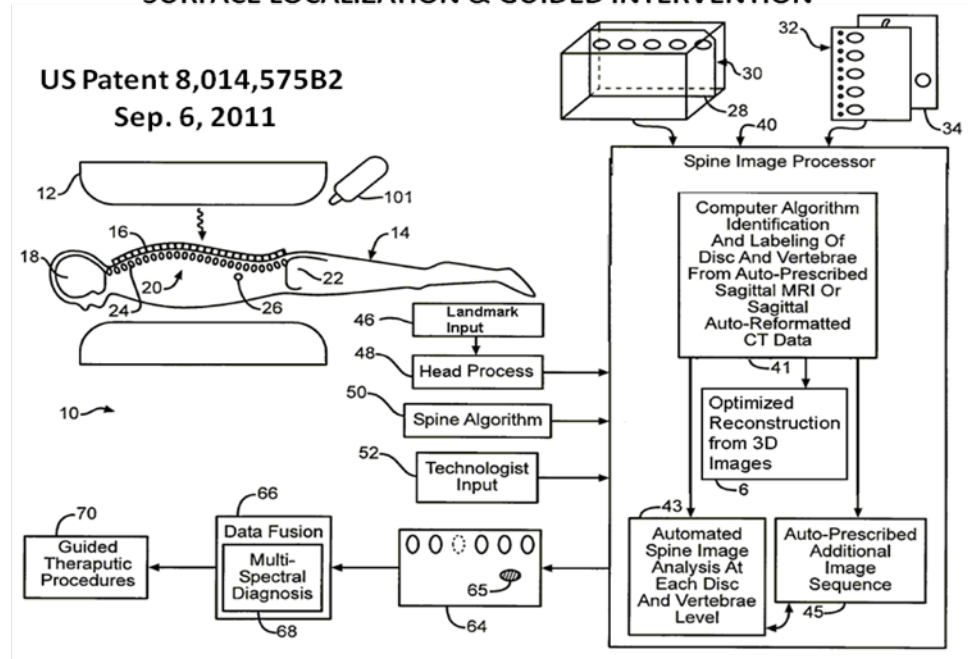 SURFACE LOCALIZATION & GUIDED INTERVENTION
US Patent 8,014,575B2
Sep. 6, 2011
12
101
16
14
18
20
22
24
26
10
30
28
32
34
40
Spine Image Processor
Computer Algorithm
Identification
And Labeling Of
Disc And Vertebrae
From Auto-Prescribed
Sagittal MRI Or
Sagittal
Auto-Reformatted
CT Data
41
Optimized
Reconstruction
from 3D
Images
6
43
Automated
Spine Image
Analysis At
Each Disc
And Vertebrae
Level
Auto-Prescribed
Additional
Image
Sequence
45
46
Landmark
Input
48
Head Process
50
Spine Algorithm
52
Technologist
Input
70
Guided
Theraputic
Procedures
66
Data Fusion
Multi-
Spectral
Diagnosis
68
65
64